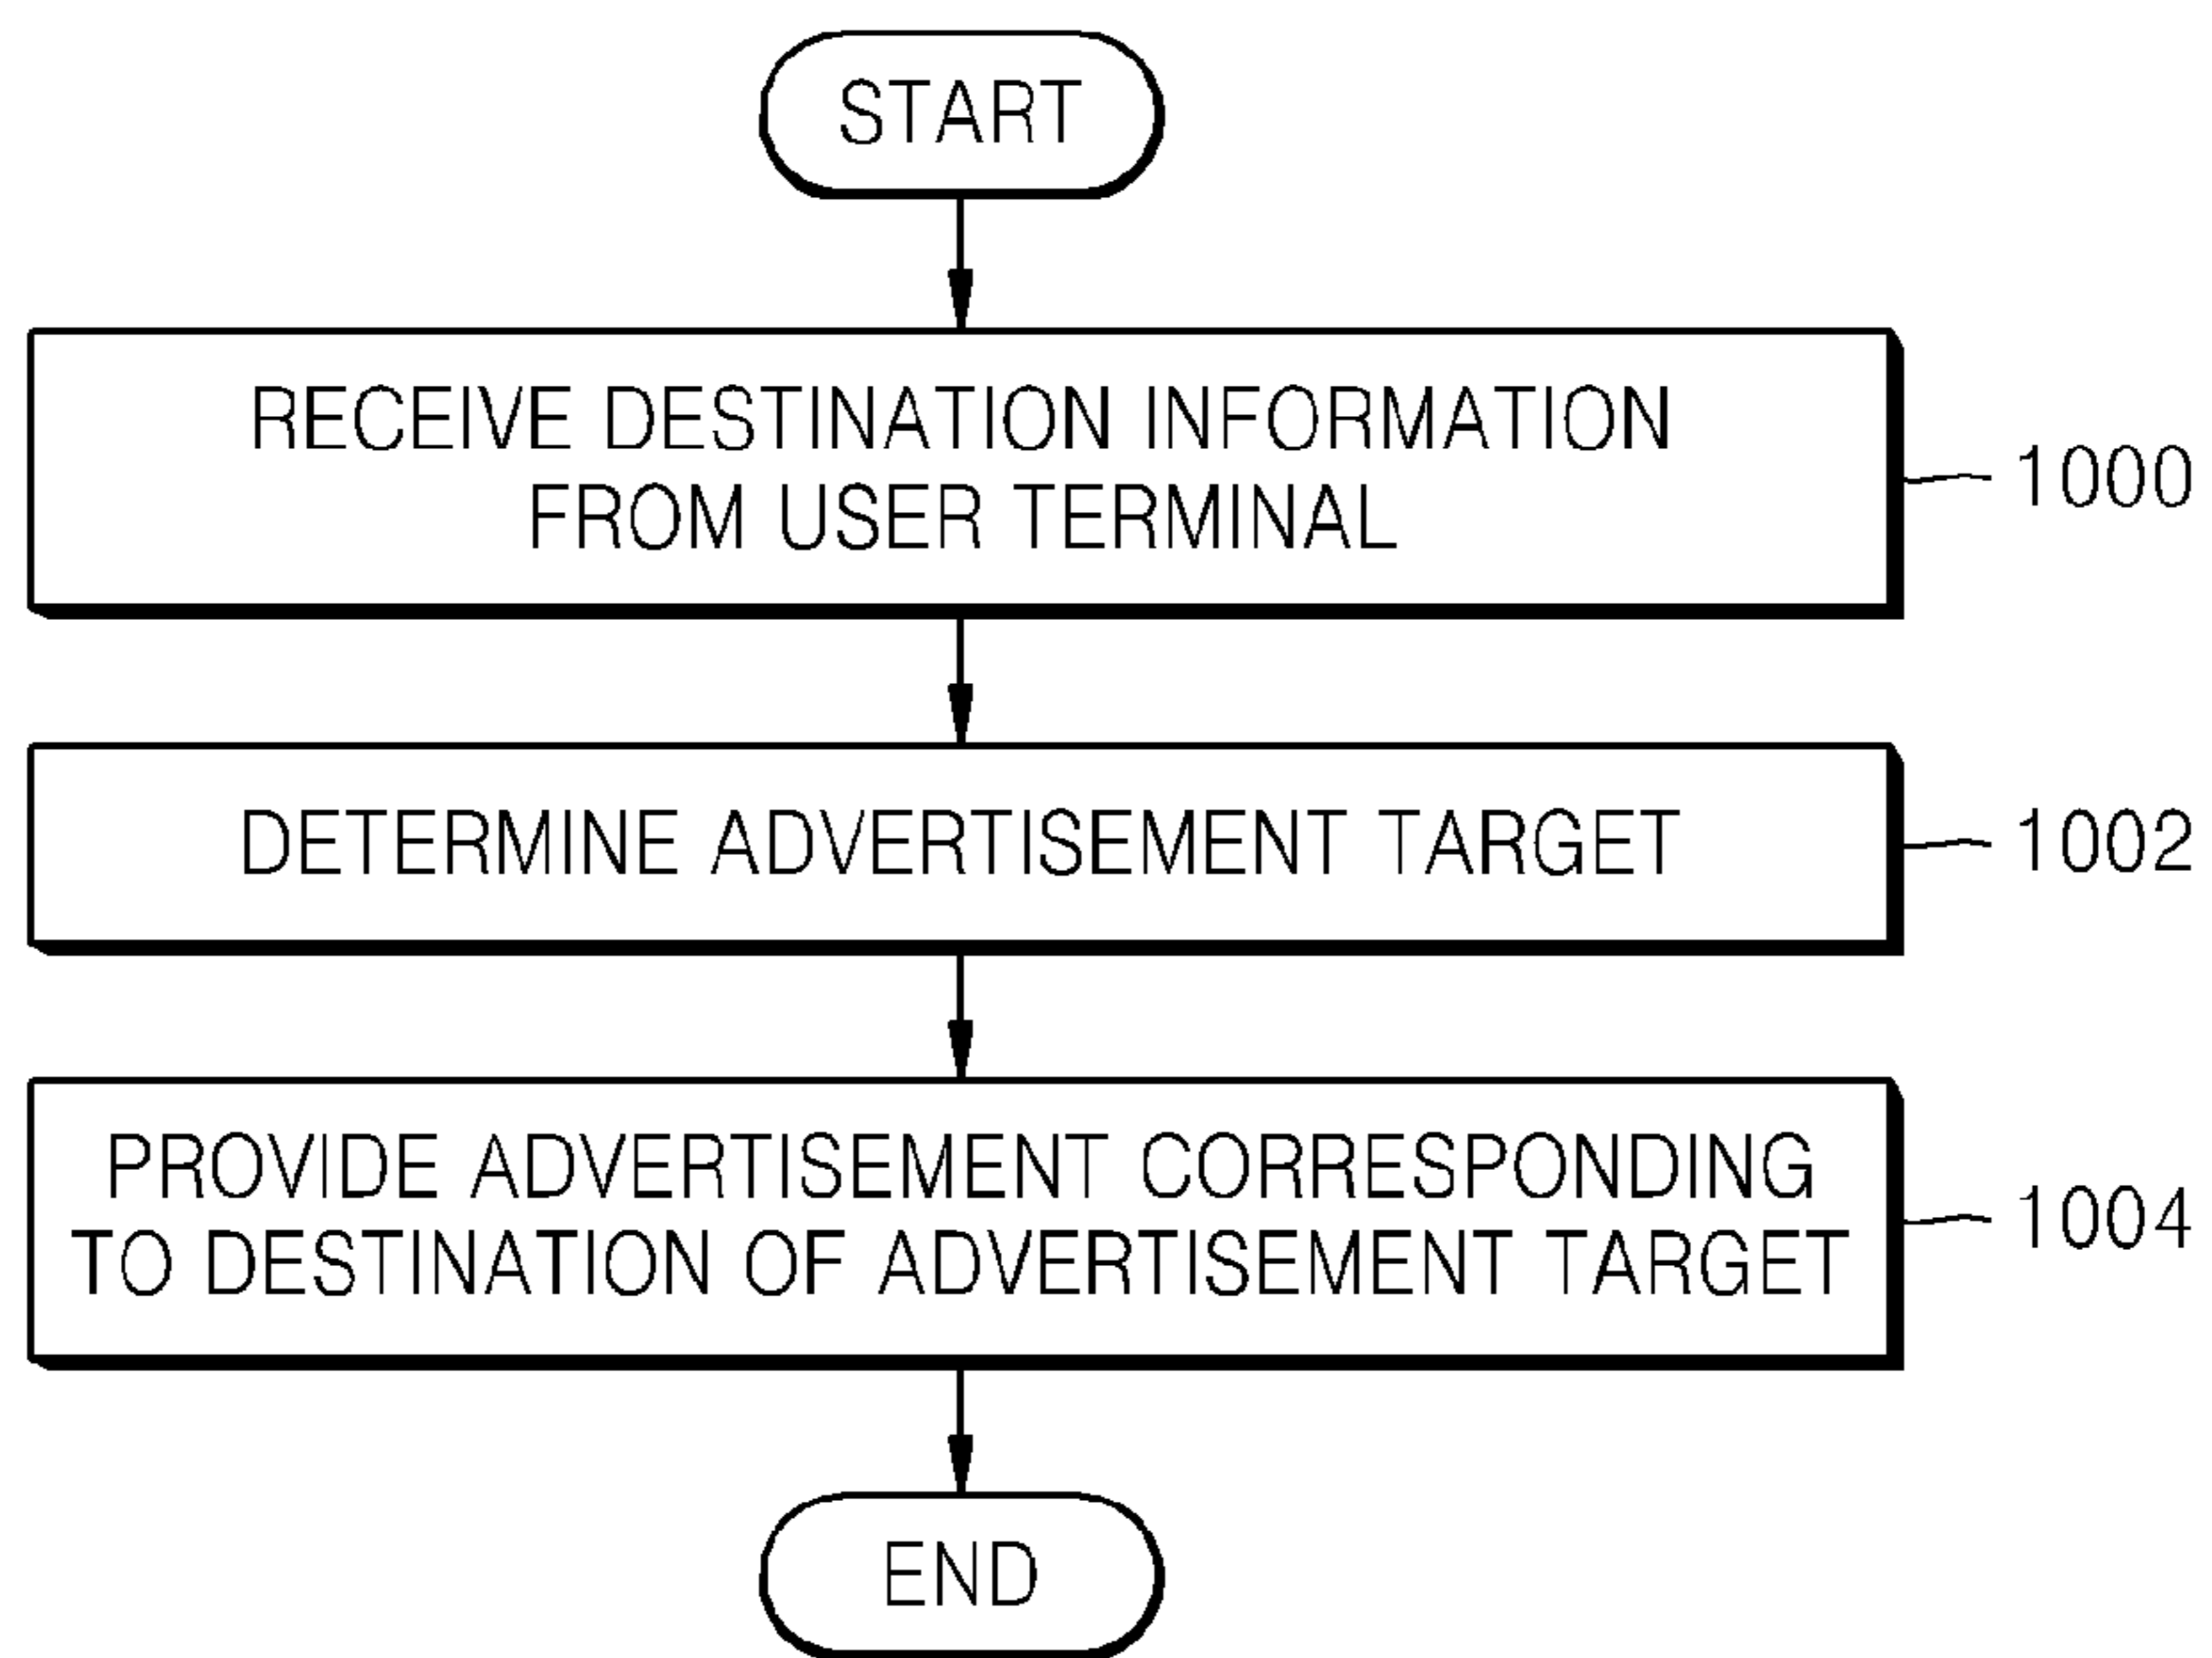 START
RECEIVE DESTINATION INFORMATION
FROM USER TERMINAL
1000
DETERMINE ADVERTISEMENT TARGET
1002
PROVIDE ADVERTISEMENT CORRESPONDING
TO DESTINATION OF ADVERTISEMENT TARGET
1004
END